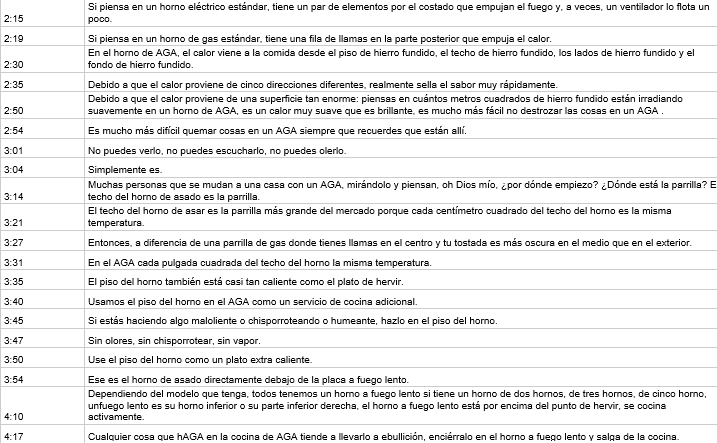 Si piensa en un horno eléctrico estándar, tiene un par de elementos por el costado que empujan el fuego y, a veces, un ventilador lo flota un
2:15 poco.
2:19 Si piensa en un horno de gas estándar, tiene una fila de llamas en la parte posterior que empuja el calor.
En el horno de AGA, el calor viene a la comida desde el piso de hierro fundido, el techo de hierro fundido, los lados de hierro fundido y el
2:30 fondo de hierro fundido.
2:35 Debido a que el calor proviene de cinco direcciones diferentes, realmente sella el sabor muy rápidamente.
Debido a que el calor proviene de una superficie tan enorme: piensas en cuántos metros cuadrados de hierro fundido están irradiando
2:50 suavemente en un horno de AGA, es un calor muy suave que es brillante, es mucho más fácil no destrozar las cosas en un AGA .
2:54 Es mucho más difícil quemar cosas en un AGA siempre que recuerdes que están allí.
3:01 No puedes verlo, no puedes escucharlo, no puedes olerlo.
3:04 Simplemente es.
Muchas personas que se mudan a una casa con un AGA, mirándolo y piensan, oh Dios mío, ¿por dónde empiezo? ¿Dónde está la parrilla? E
3:14 techo del horno de asado es la parrilla.
El techo del horno de asar es la parrilla más grande del mercado porque cada centímetro cuadrado del techo del horno es la misma
3:21 temperatura.
3:27 Entonces, a diferencia de una parrilla de gas donde tienes llamas en el centro y tu tostada es más oscura en el medio que en el exterior.
3:31 En el AGA cada pulgada cuadrada del techo del horno la misma temperatura.
3:35 El piso del horno también está casi tan caliente como el plato de hervir.
3:40 Usamos el piso del horno en el AGA como un servicio de cocina adicional.
3:45 Si estás haciendo algo maloliente o chisporroteando o humeante, hazlo en el piso del horno.
3:47 Sin olores, sin chisporrotear, sin vapor.
3:50 Use el piso del horno como un plato extra caliente.
3:54 Ese es el horno de asado directamente debajo de la placa a fuego lento.
Dependiendo del modelo que tenga, todos tenemos un horno a fuego lento si tiene un horno de dos hornos, de tres hornos, de cinco horno,
unfuego lento es su horno inferior o su parte inferior derecha, el horno a fuego lento está por encima del punto de hervir, se cocina
4:10 activamente.
4:17 Cualquier cosa que hAGA en la cocina de AGA tiende a llevarlo a ebullición, enciérralo en el horno a fuego lento y salga de la cocina.